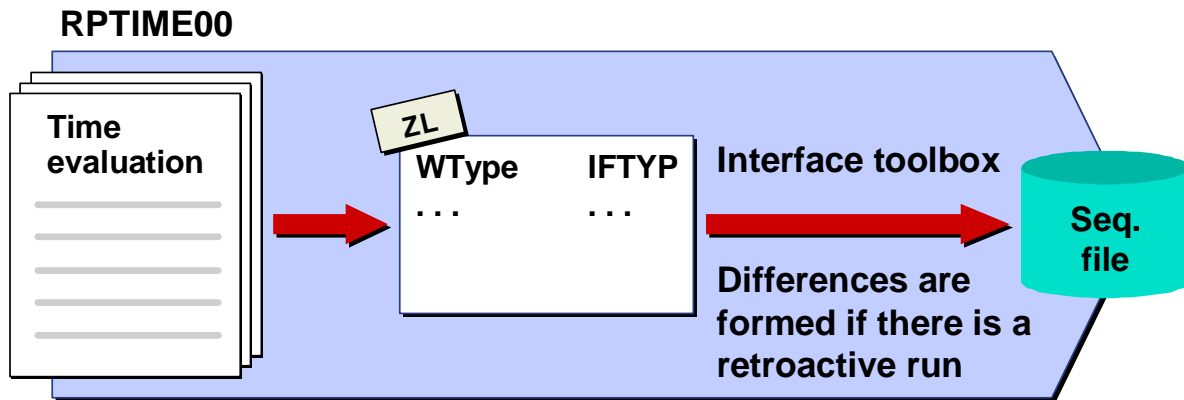 RPTIME00
Time
evaluation
ZL
WType IFTYP
. . . . . .
Interface toolbox
Differences are
formed if there is a
retroactive run
Seq.
file